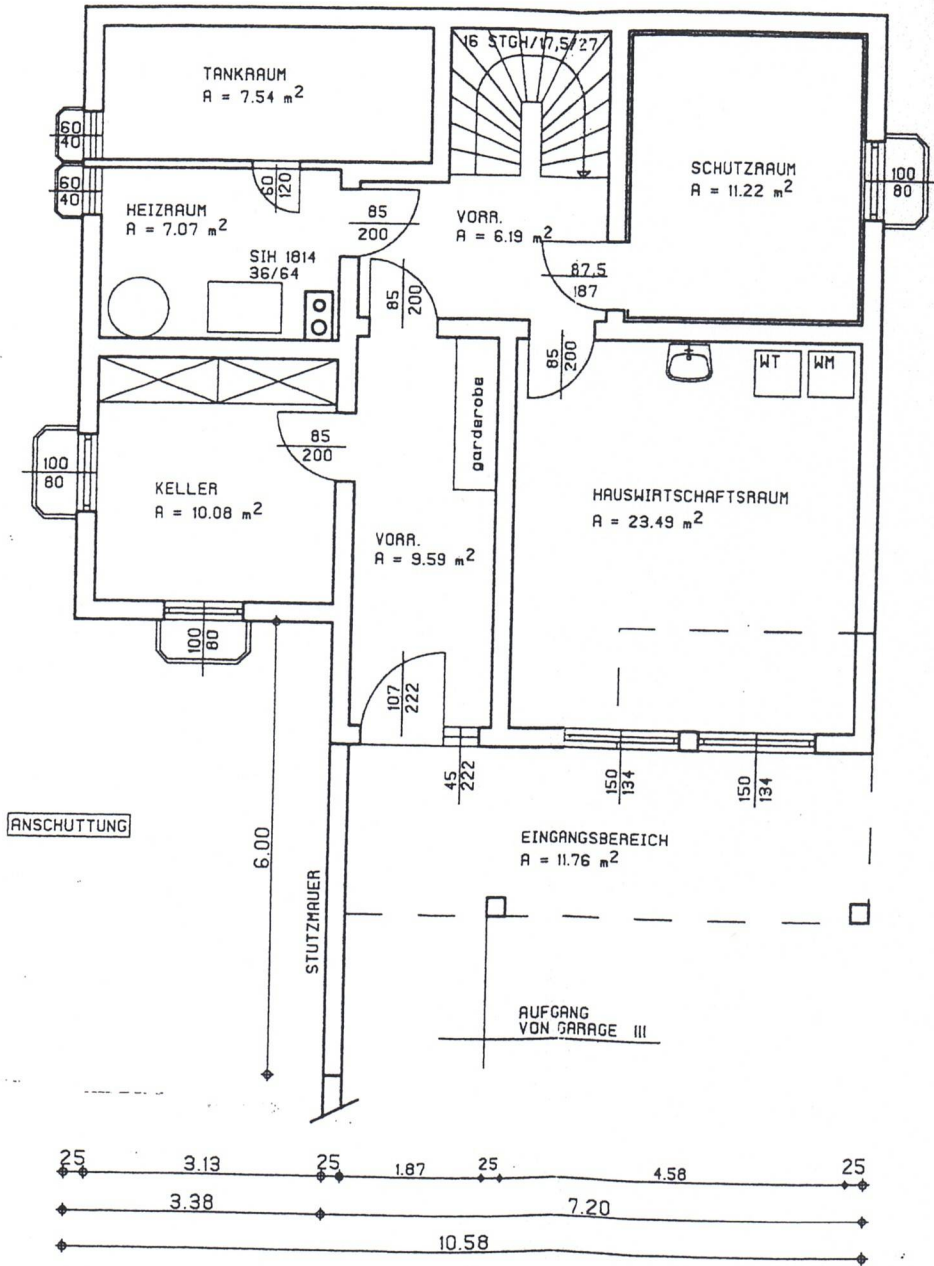 16 STGH/17,5/27
TANKRAUM
A = 7.54 m²
60
40
60
40
60
120
SCHUTZRAUM
A = 11.22 m²
100
80
HEIZRAUM
A = 7.07 m²
85
200
VORR.
A = 6.19 m²
SIH 1814
36/64
87,5
187
85
200
85
200
WT
WM
garderobe
85
200
100
80
KELLER
A = 10.08 m²
HAUSWIRTSCHAFTSRAUM
A = 23.49 m²
VORR.
A = 9.59 m²
100
80
107
222
45
222
150
134
150
134
ANSCHUTTUNG
6.00
EINGANGSBEREICH
A = 11.76 m²
STUTZMAUER
AUFGANG
VON GARAGE III
25 3.13 25 1.87 25 4.58 25
3.38 7.20
10.58